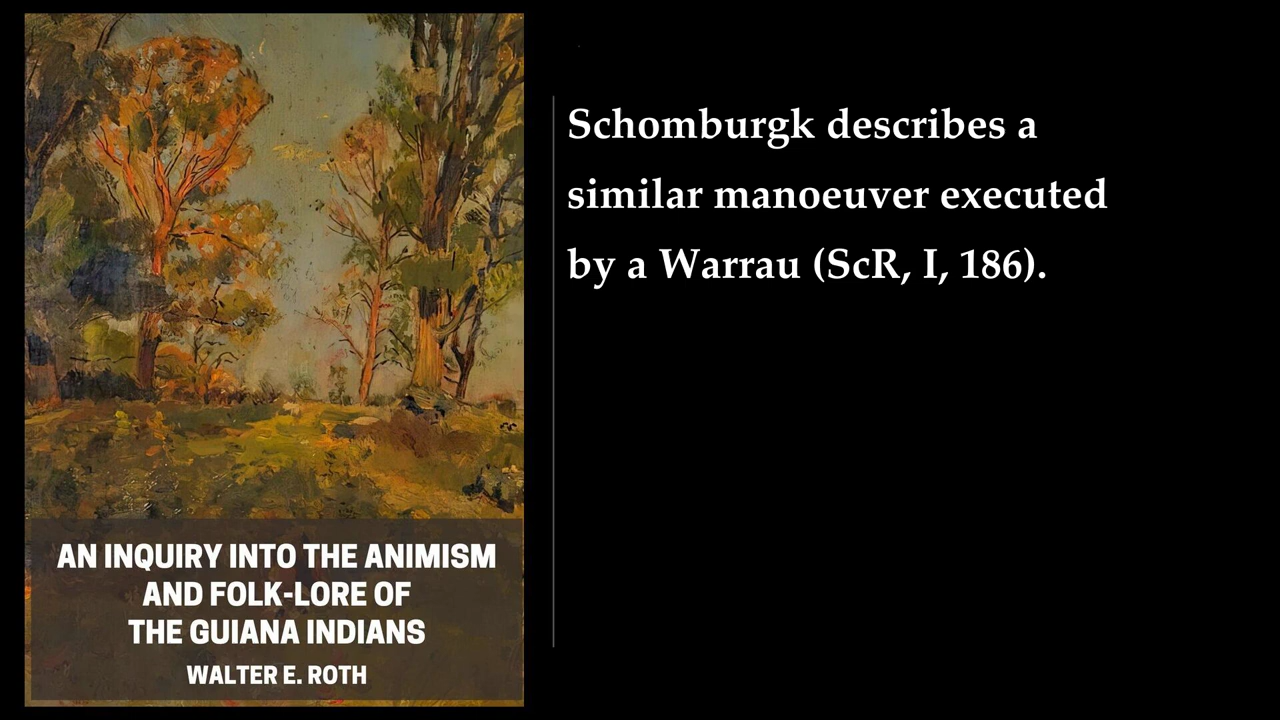 Schomburgk describes a
similar manoeuver executed
by a Warrau (ScR, I, 186).
AN INQUIRY INTO THE ANIMISM
AND FOLK-LORE OF
THE GUIANA INDIANS
WALTER E. ROTH